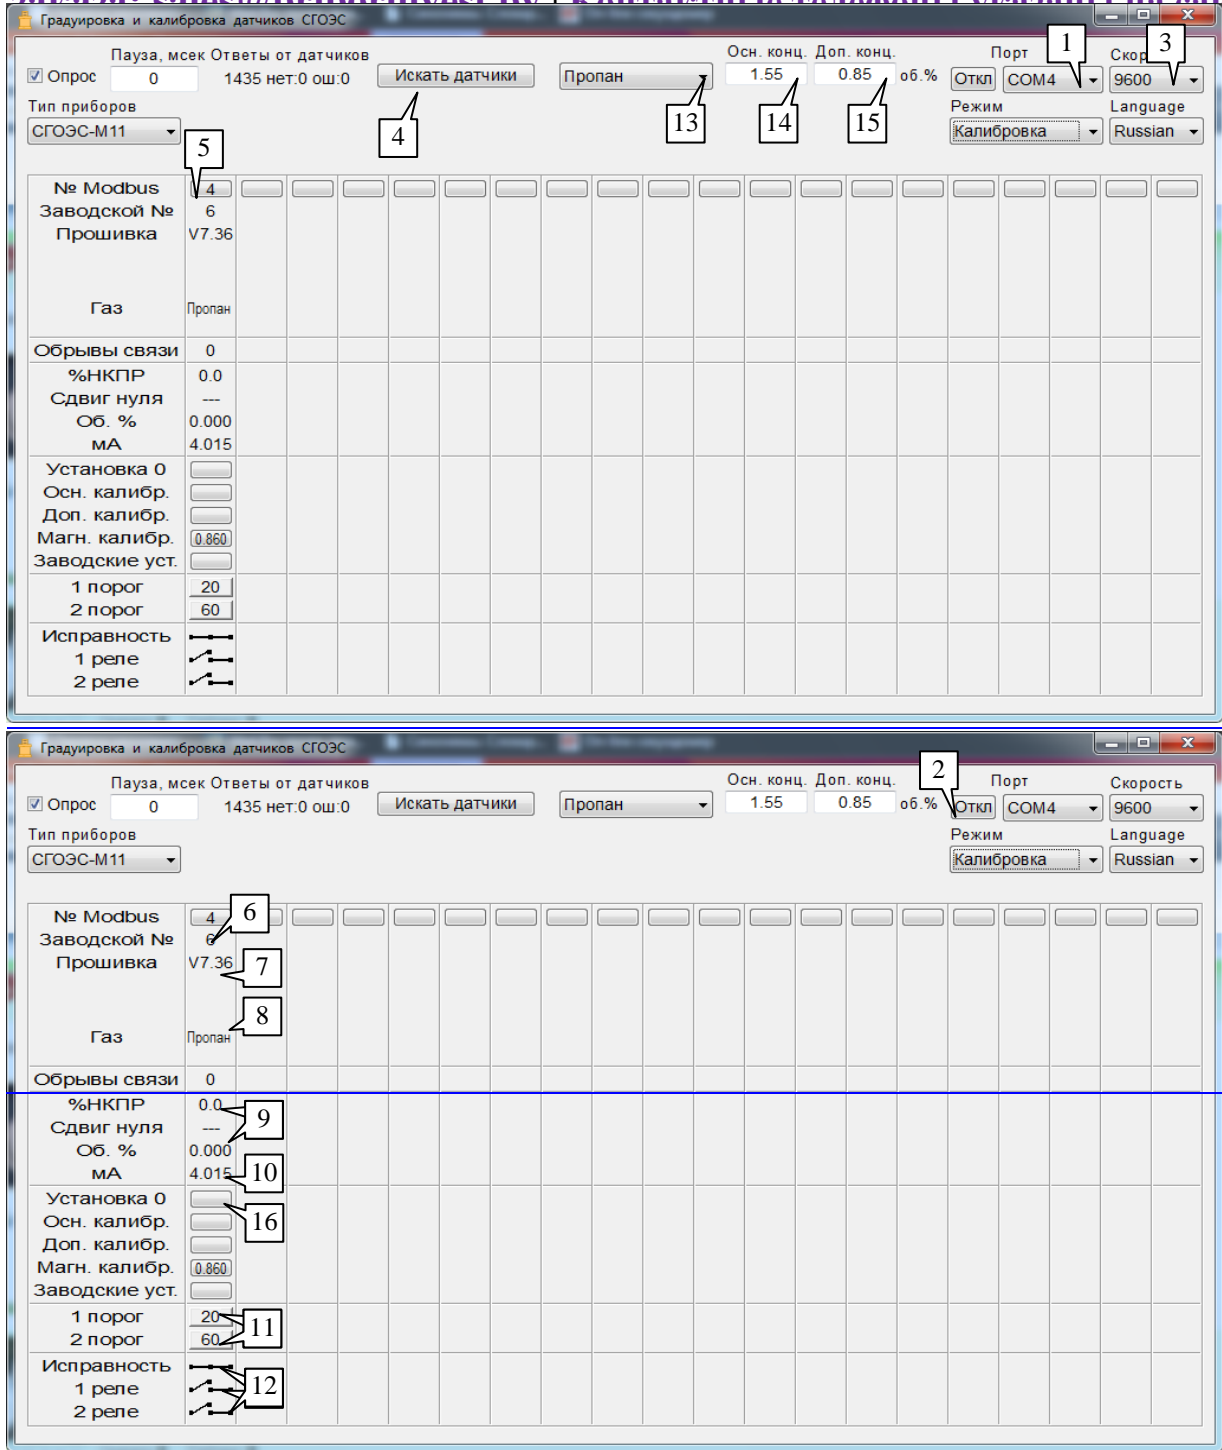 Градуировка и калибровка датчиков СГОЭС
Пауза, мсек Ответы от датчиков Осн. конц. Доп. конц. Порт 1 Скор 3
Опрос 0 1435 нет:0 ош:0 Искать датчики Пропан 1.55 0.85 об.% Откл COM4 9600
Тип приборов 4 13 14 15 Режим Language
СГОЭС-М11 Калибровка Russian
5
№ Modbus 4
Заводской № 6
Прошивка V7.36
Газ Пропан
Обрывы связи 0
%НКПР 0.0
Сдвиг нуля ---
Об. % 0.000
мА 4.015
Установка 0
Осн. калибр.
Доп. калибр.
Магн. калибр. 0.860
Заводские уст.
1 порог 20
2 порог 60
Исправность
1 реле
2 реле
Градуировка и калибровка датчиков СГОЭС
Пауза, мсек Ответы от датчиков Осн. конц. Доп. конц. 2 Порт Скорость
Опрос 0 1435 нет:0 ош:0 Искать датчики Пропан 1.55 0.85 об.% Откл COM4 9600
Тип приборов Режим Language
СГОЭС-М11 Калибровка Russian
№ Modbus 4 6
Заводской № 6
Прошивка V7.36 7
8
Газ Пропан
Обрывы связи 0
%НКПР 0.0
Сдвиг нуля --- 9
Об. % 0.000
мА 4.015 10
Установка 0
Осн. калибр. 16
Доп. калибр.
Магн. калибр. 0.860
Заводские уст.
1 порог 20 11
2 порог 60
Исправность
1 реле 12
2 реле